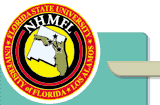 FLORIDA STATE UNIVERSITY
NHMFL
UNIVERSITY of FLORIDA • LOS ALAMOS